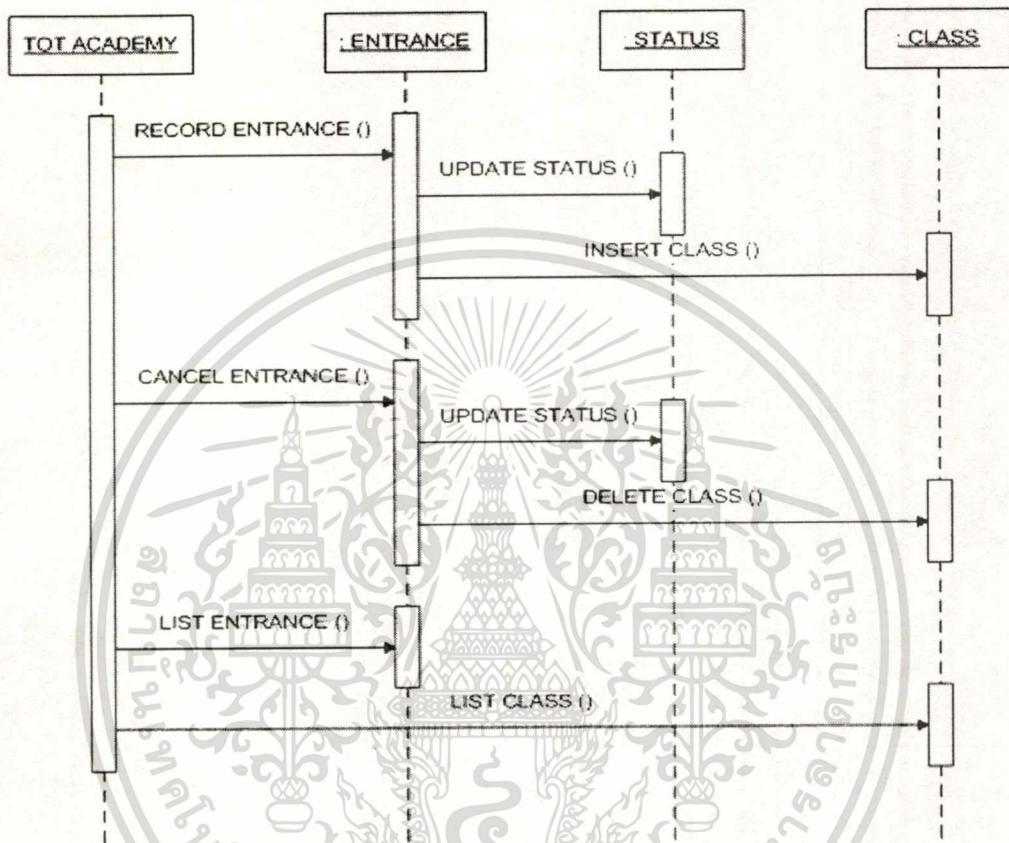 TOT ACADEMY
: ENTRANCE
: STATUS
: CLASS
RECORD ENTRANCE ()
UPDATE STATUS ()
INSERT CLASS ()
CANCEL ENTRANCE ()
UPDATE STATUS ()
DELETE CLASS ()
LIST ENTRANCE ()
LIST CLASS ()